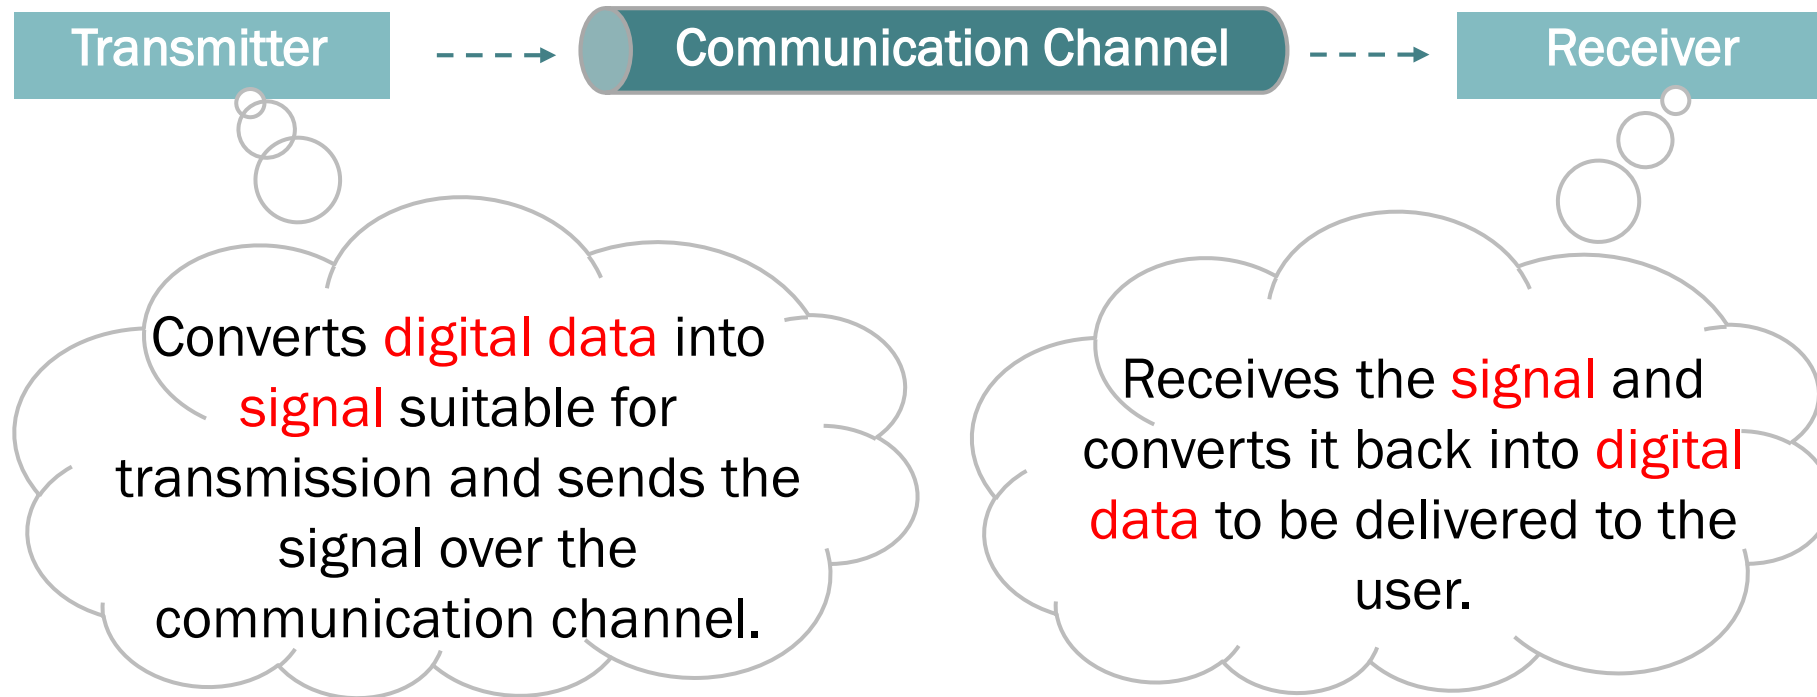 Transmitter
Communication Channel
Receiver
Converts digital data into
signal suitable for
transmission and sends the
signal over the
communication channel.
Receives the signal and
converts it back into digital
data to be delivered to the
user.